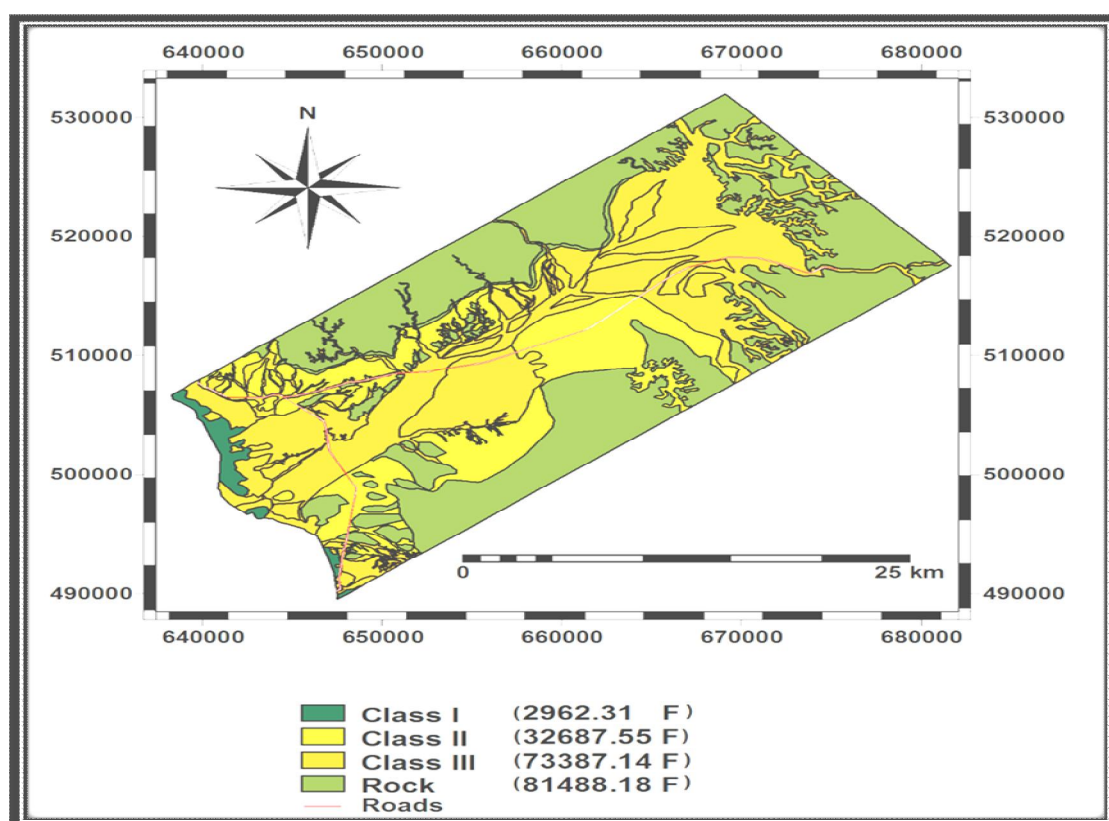 640000 650000 660000 670000 680000
530000 530000
N
520000 520000
510000 510000
500000 500000
0 25 km
490000 490000
640000 650000 660000 670000 680000
Class I (2962.31 F)
Class II (32687.55 F)
Class III (73387.14 F)
Rock (81488.18 F)
Roads